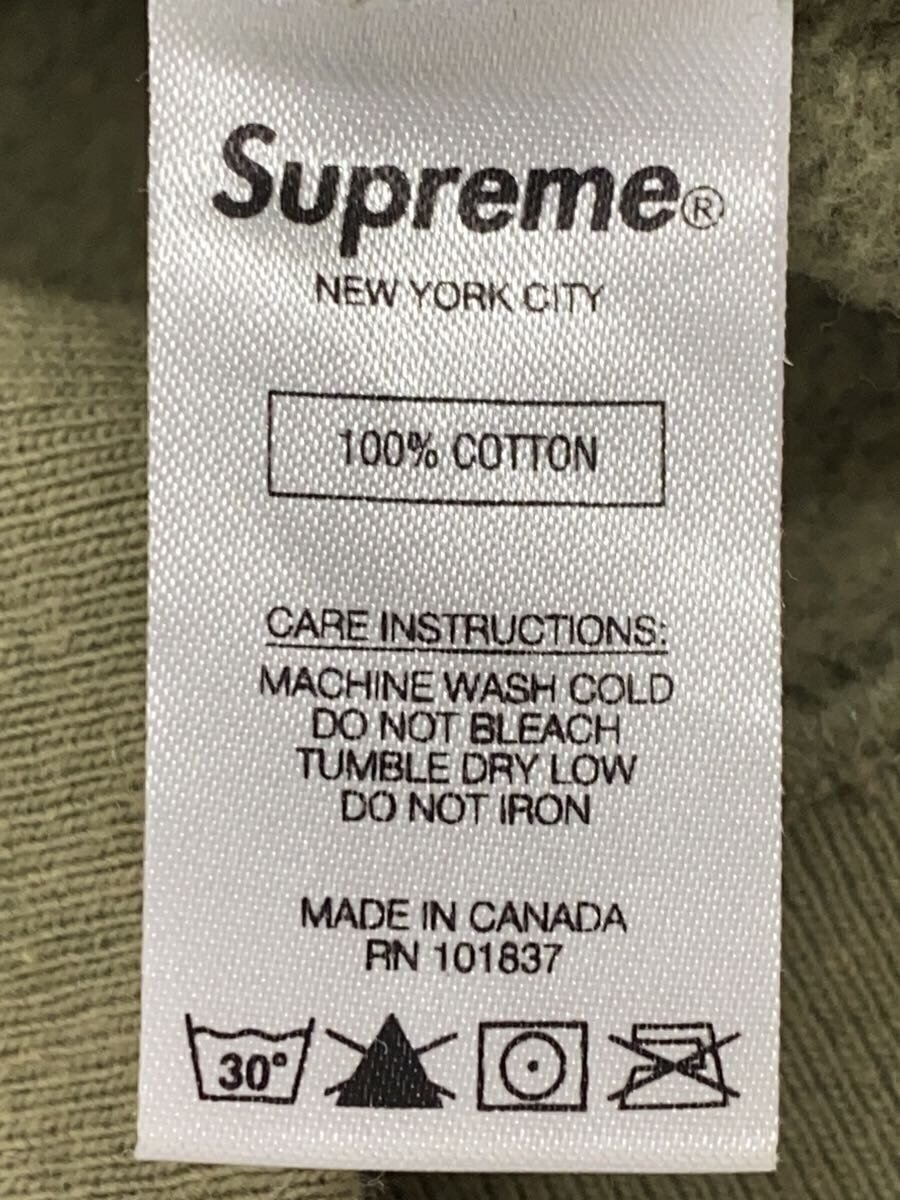 Supreme®
NEW YORK CITY
100% COTTON
CARE INSTRUCTIONS:
MACHINE WASH COLD
DO NOT BLEACH
TUMBLE DRY LOW
DO NOT IRON
MADE IN CANADA
RN 101837
30°